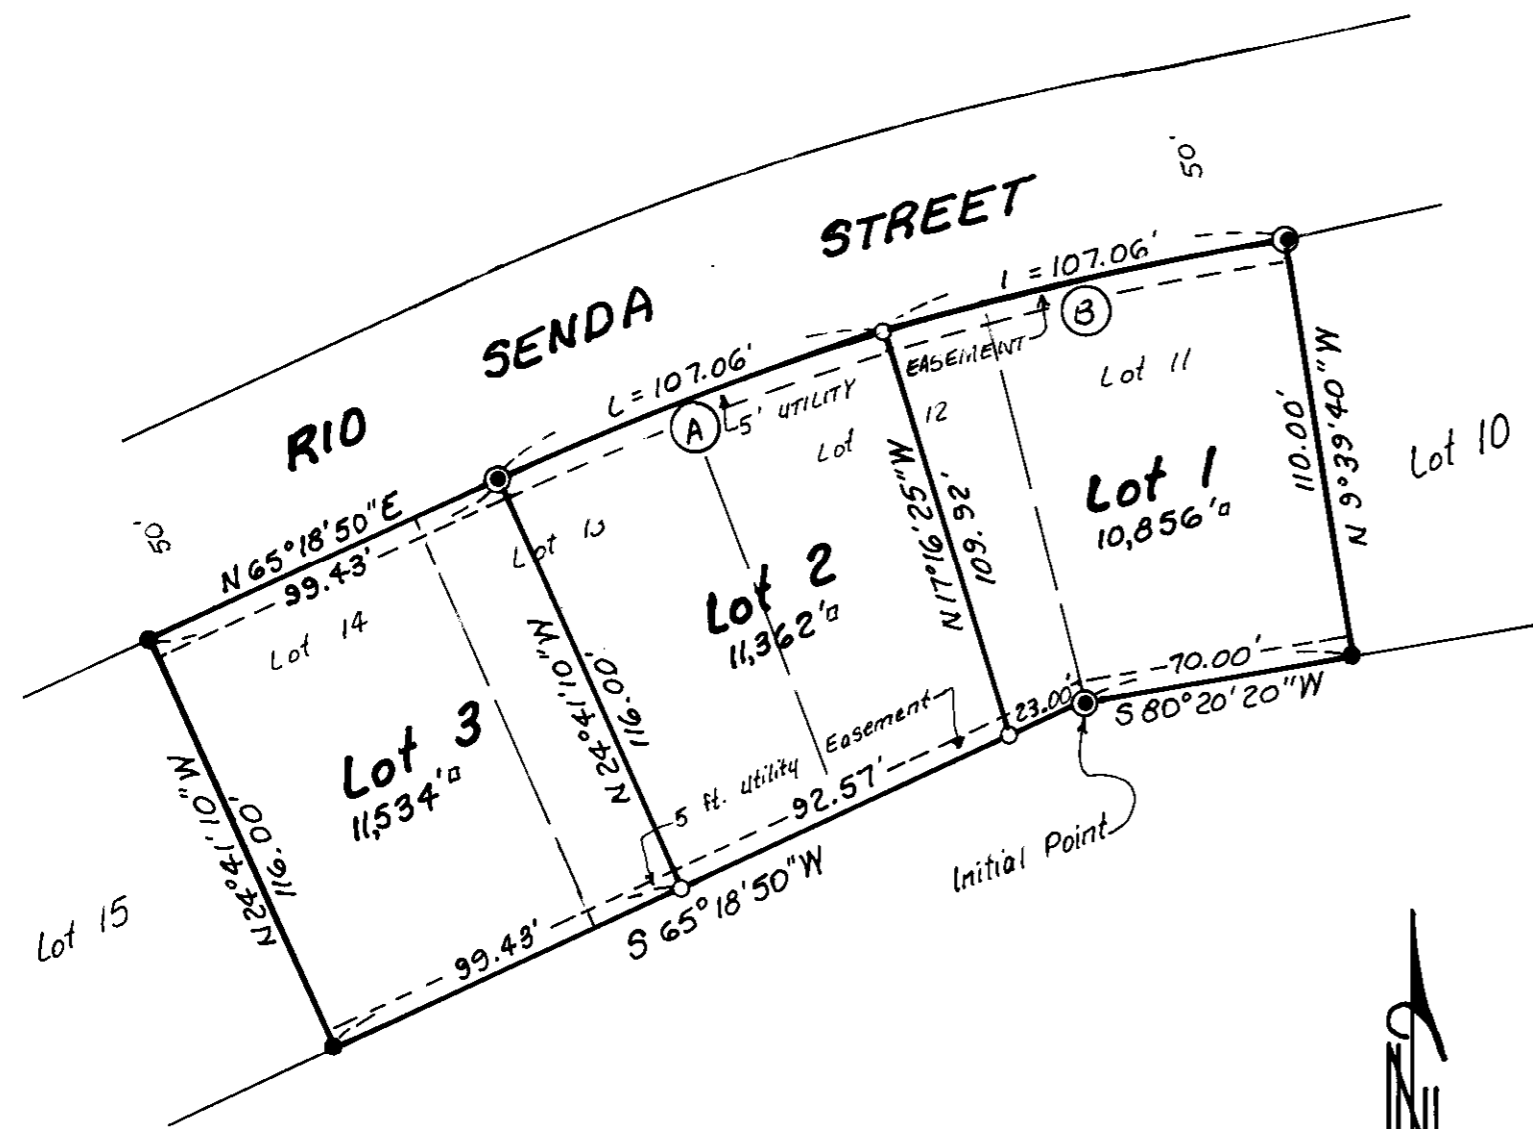 50'
STREET
L = 107.06'
SENDA
B
EASEMENT
Lot 11
L = 107.06'
5' UTILITY
A
RIO
12
Lot
N 9°39'40"W
110.00'
Lot 10
N17°16'25"W
109.92'
Lot 1
10,856'▫
50'
N 65°18'50"E
99.43'
Lot 13
Lot 14
Lot 2
11,362'▫
N24°41'10"W
116.00'
70.00'
23.00'
S 80°20'20"W
Lot 3
11,534'▫
Easement
5 ft. utility
92.57'
N24°41'10"W
116.00'
Initial Point
S 65°18'50"W
99.43'
Lot 15
N